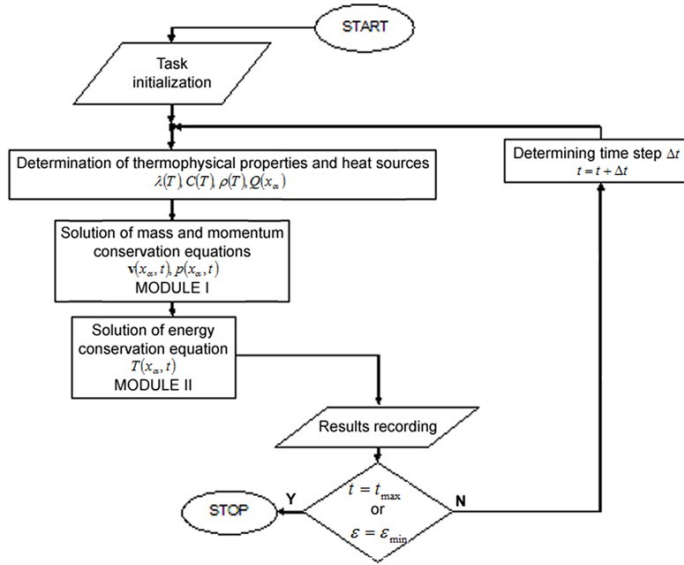 START
Task
initialization
Determination of thermophysical properties and heat sources
λ(T), C(T), ρ(T), Q(xα)
Determining time step Δt
t = t + Δt
Solution of mass and momentum
conservation equations
v(xα, t), p(xα, t)
MODULE I
Solution of energy
conservation equation
T(xα, t)
MODULE II
Results recording
t = tmax
or
ε = εmin
Y
N
STOP